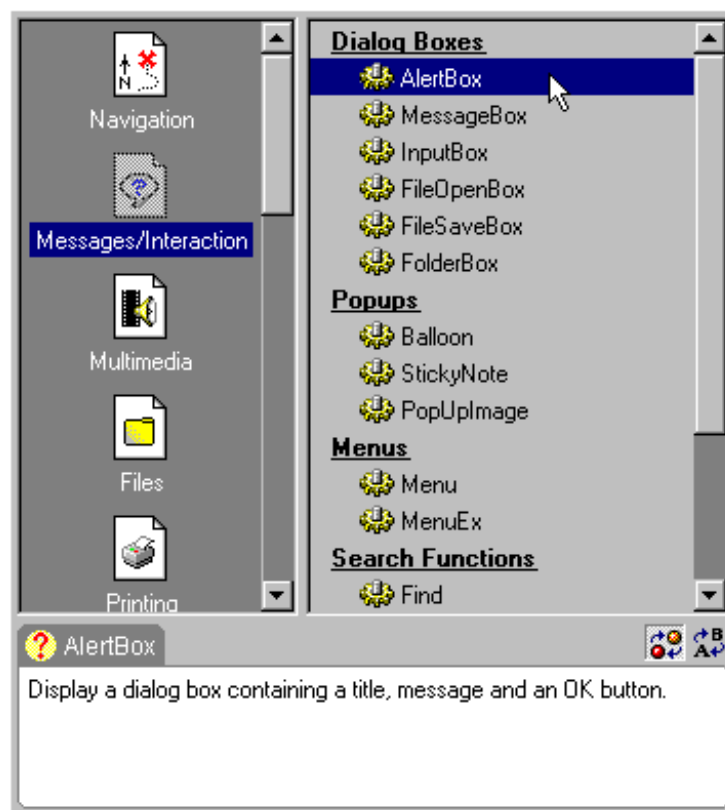 Navigation
Messages/Interaction
Multimedia
Files
Printing
Dialog Boxes
AlertBox
MessageBox
InputBox
FileOpenBox
FileSaveBox
FolderBox
Popups
Balloon
StickyNote
PopUpImage
Menus
Menu
MenuEx
Search Functions
Find
AlertBox
Display a dialog box containing a title, message and an OK button.